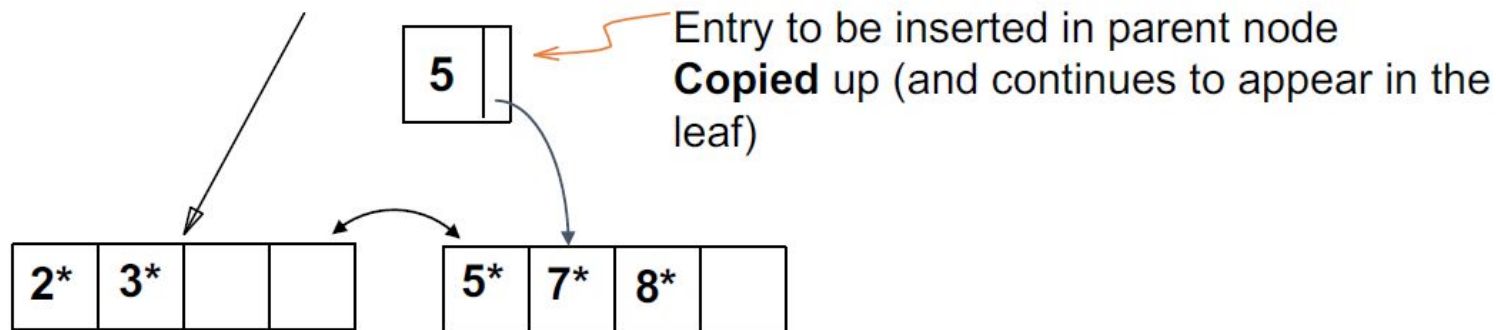 5
Entry to be inserted in parent node
Copied up (and continues to appear in the
leaf)
2* 3*
5* 7* 8*